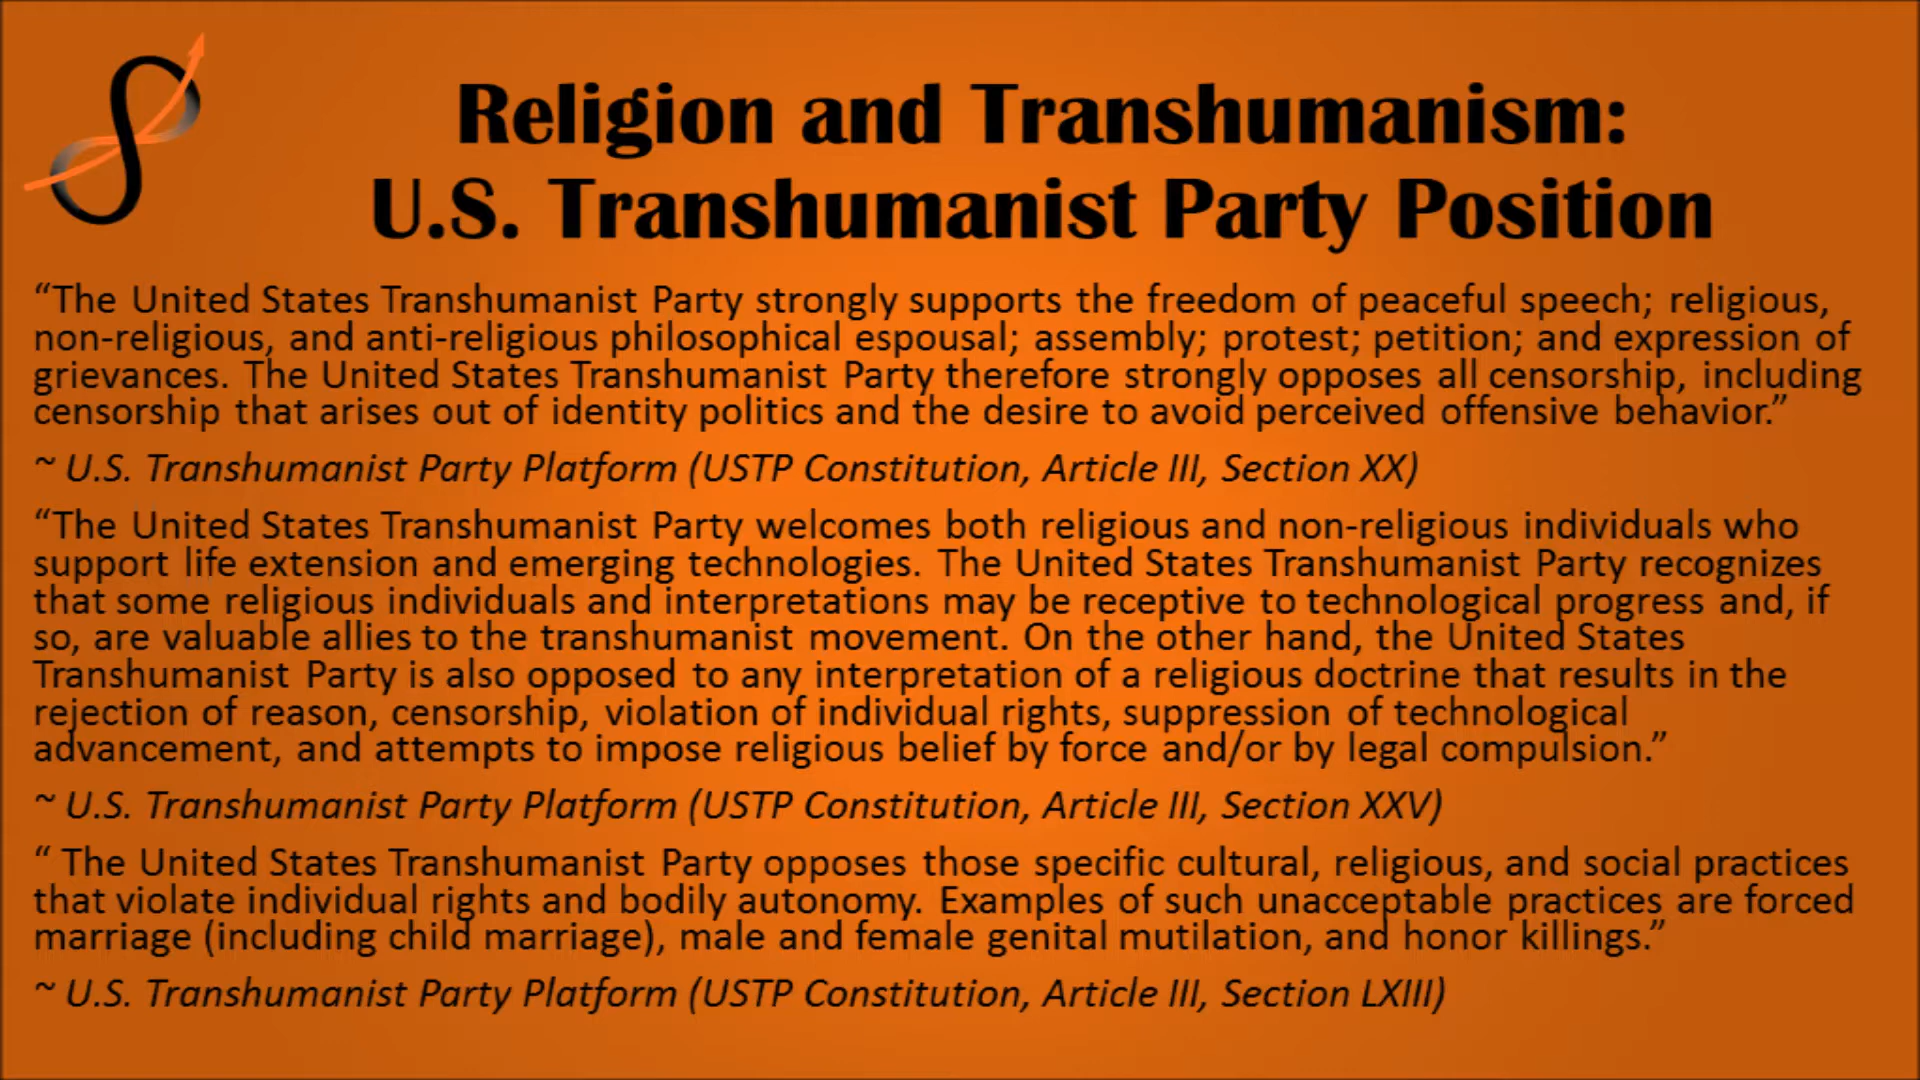 Religion and Transhumanism:
U.S. Transhumanist Party Position
“The United States Transhumanist Party strongly supports the freedom of peaceful speech; religious,
non-religious, and anti-religious philosophical espousal; assembly; protest; petition; and expression of
grievances. The United States Transhumanist Party therefore strongly opposes all censorship, including
censorship that arises out of identity politics and the desire to avoid perceived offensive behavior.”
~ U.S. Transhumanist Party Platform (USTP Constitution, Article III, Section XX)
“The United States Transhumanist Party welcomes both religious and non-religious individuals who
support life extension and emerging technologies. The United States Transhumanist Party recognizes
that some religious individuals and interpretations may be receptive to technological progress and, if
so, are valuable allies to the transhumanist movement. On the other hand, the United States
Transhumanist Party is also opposed to any interpretation of a religious doctrine that results in the
rejection of reason, censorship, violation of individual rights, suppression of technological
advancement, and attempts to impose religious belief by force and/or by legal compulsion.”
~ U.S. Transhumanist Party Platform (USTP Constitution, Article III, Section XXV)
“ The United States Transhumanist Party opposes those specific cultural, religious, and social practices
that violate individual rights and bodily autonomy. Examples of such unacceptable practices are forced
marriage (including child marriage), male and female genital mutilation, and honor killings.”
~ U.S. Transhumanist Party Platform (USTP Constitution, Article III, Section LXIII)